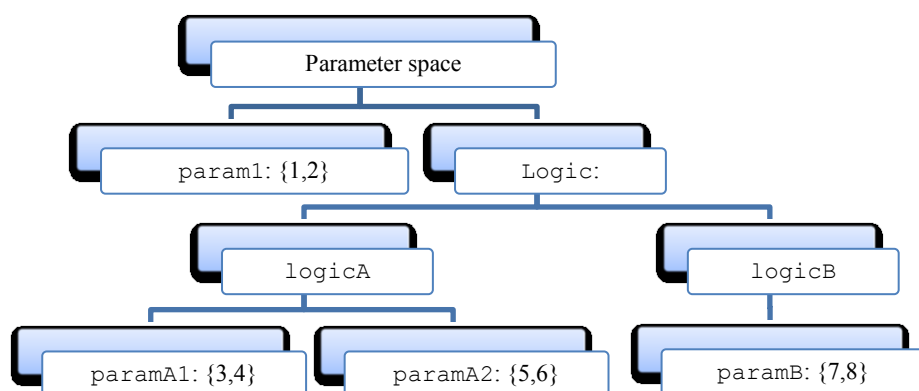 Parameter space
param1: {1,2}
Logic:
logicA
logicB
paramA1: {3,4}
paramA2: {5,6}
paramB: {7,8}